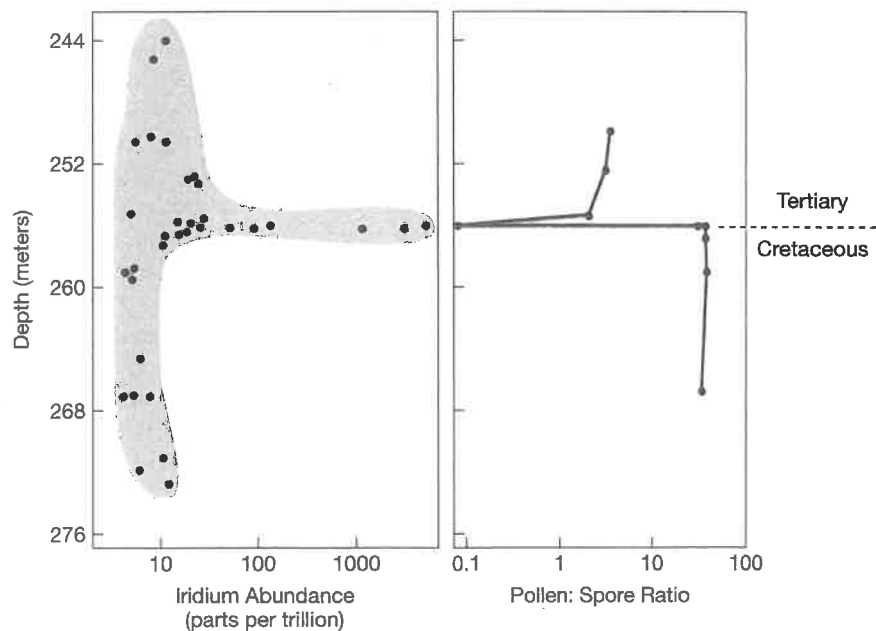 244
252
260
268
276
Depth (meters)
10
100
1000
Iridium Abundance
(parts per trillion)
0.1
1
10
100
Pollen: Spore Ratio
Tertiary
Cretaceous